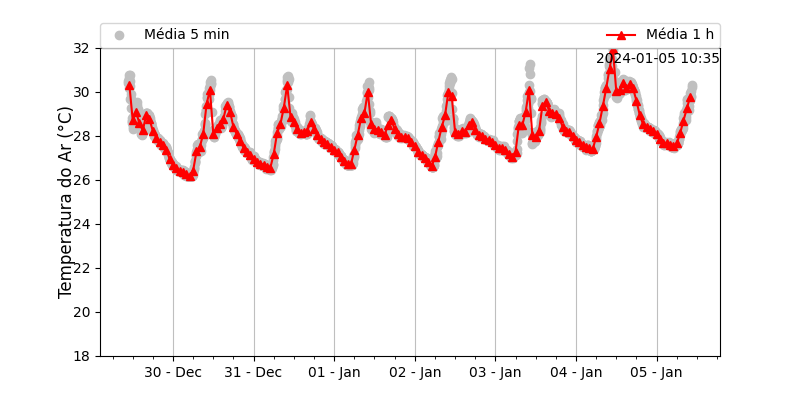 Média 5 min
Média 1 h
2024-01-05 10:35
Temperatura do Ar (°C)
32
30
28
26
24
22
20
18
30 - Dec
31 - Dec
01 - Jan
02 - Jan
03 - Jan
04 - Jan
05 - Jan